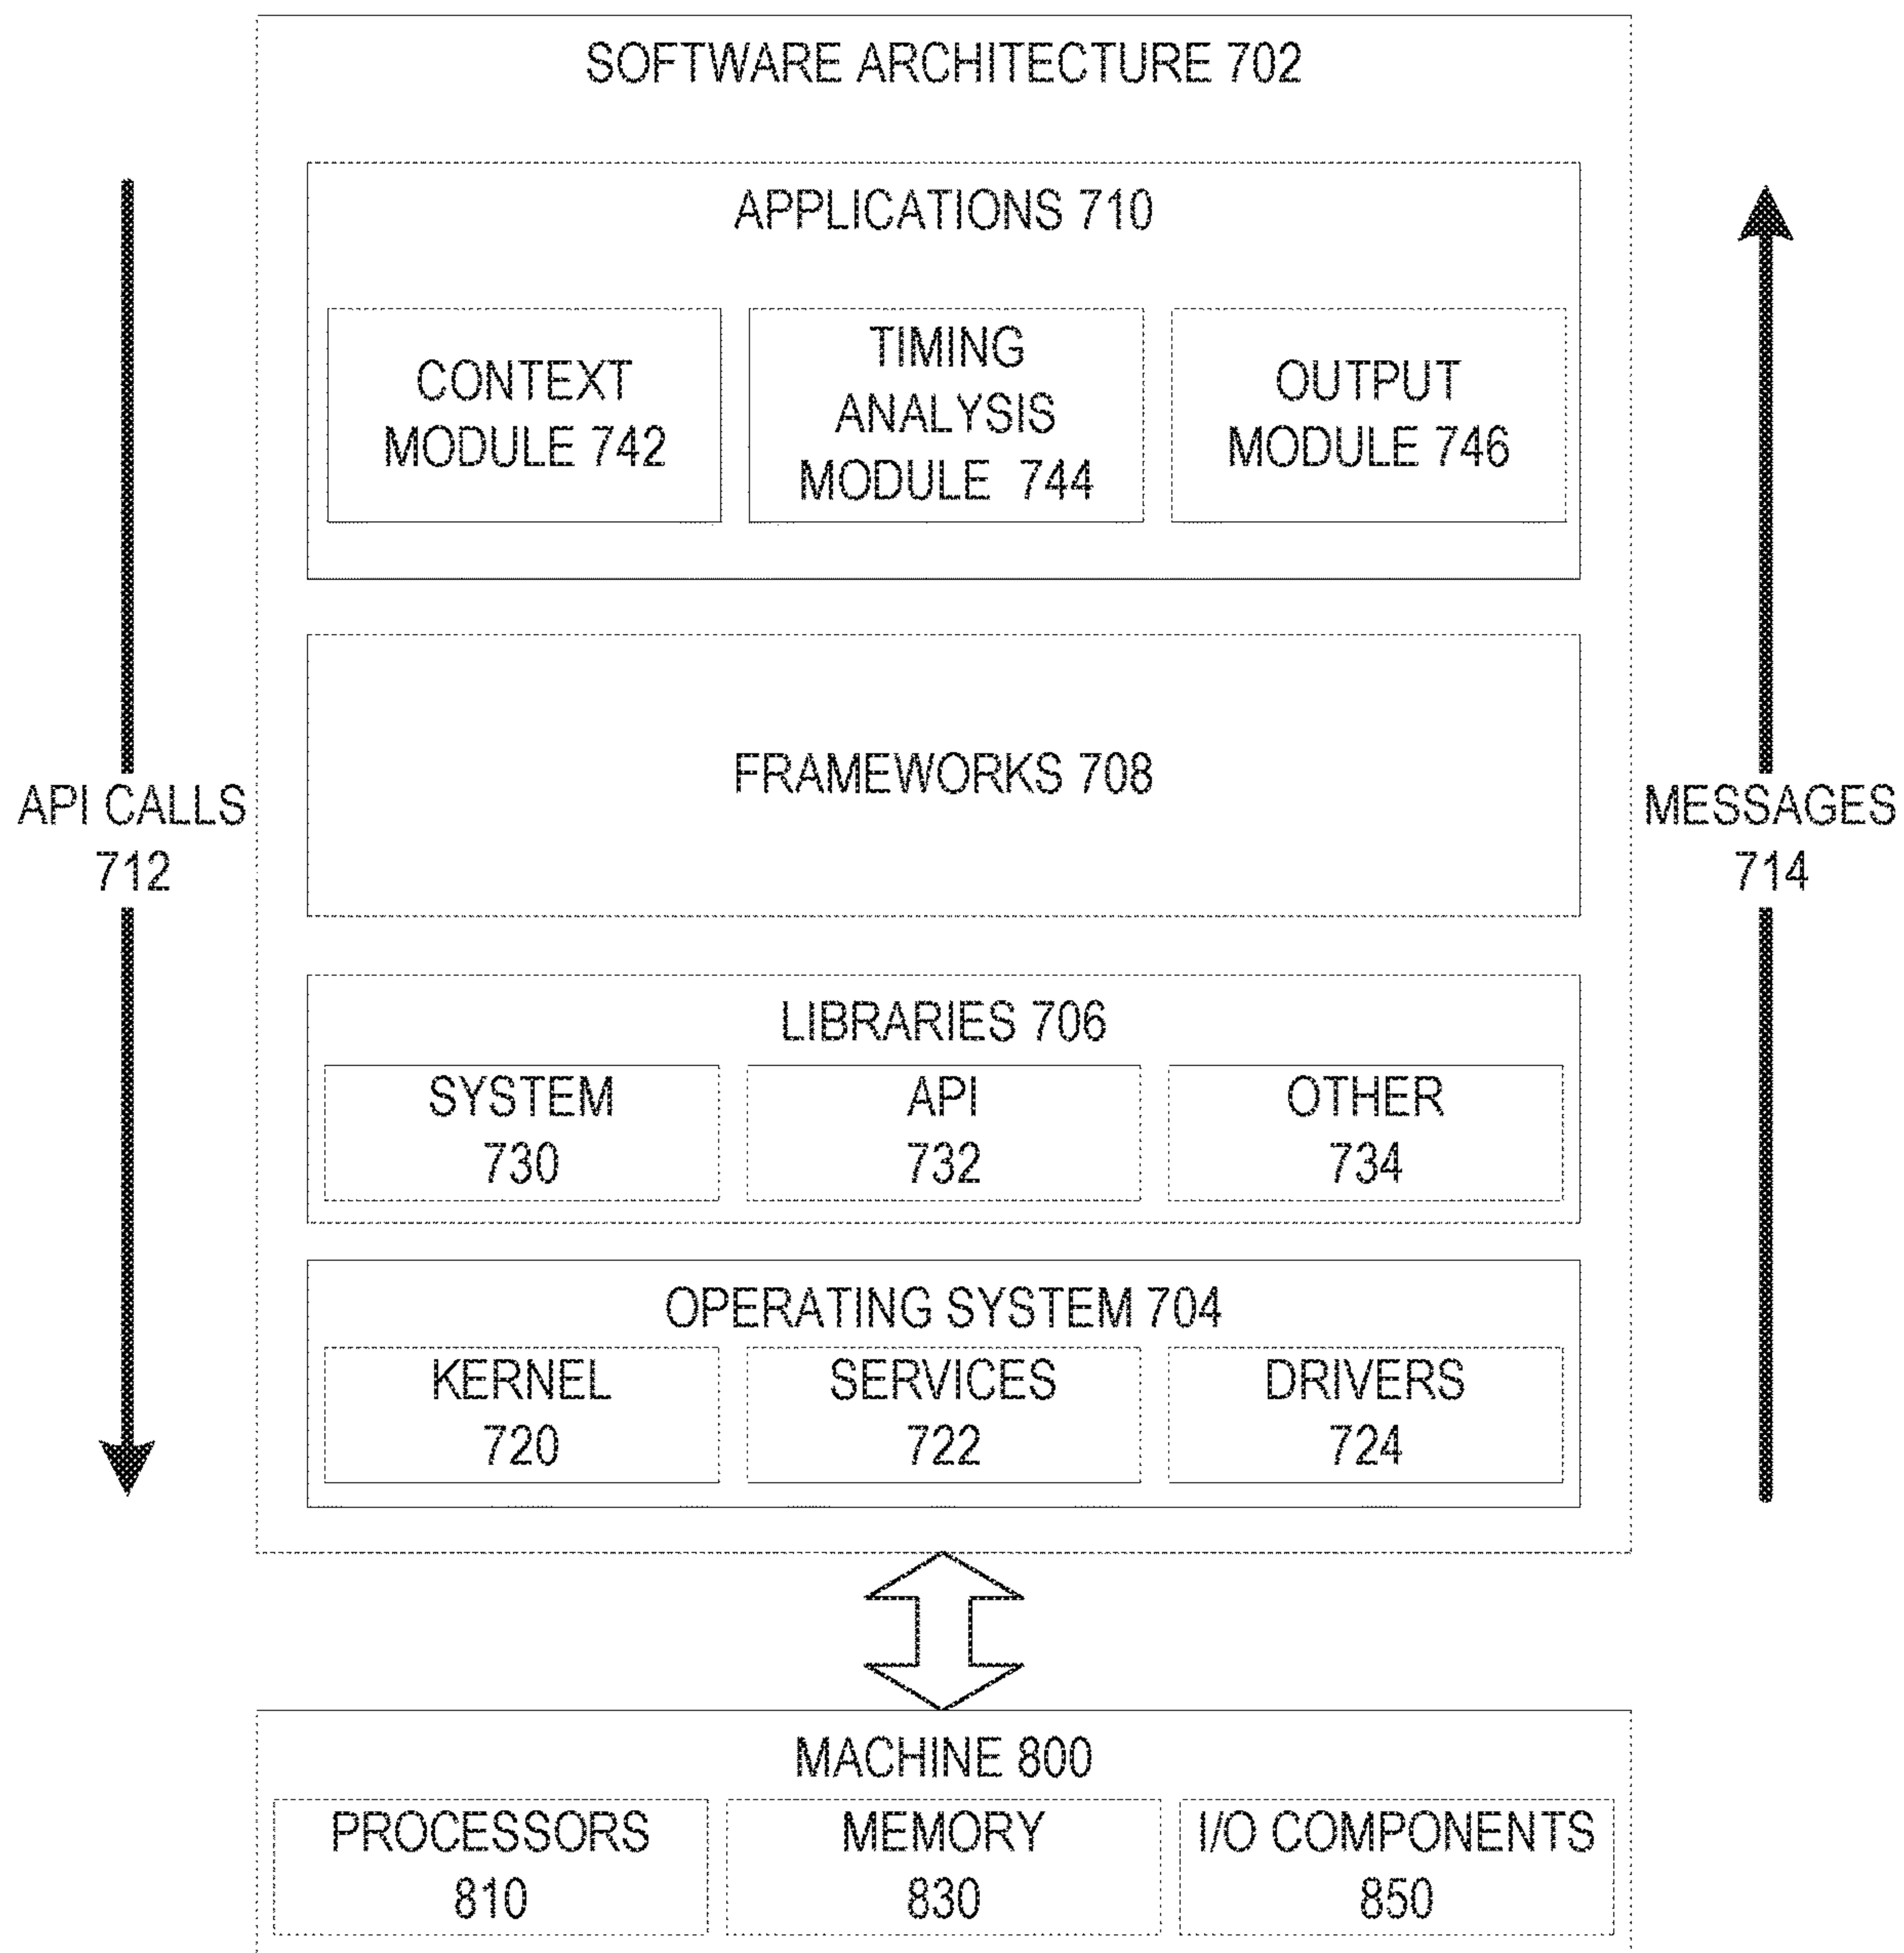 SOFTWARE ARCHITECTURE 702
APPLICATIONS 710
CONTEXT
MODULE 742
TIMING
ANALYSIS
MODULE 744
OUTPUT
MODULE 746
FRAMEWORKS 708
API CALLS
712
MESSAGES
714
LIBRARIES 706
SYSTEM
730
API
732
OTHER
734
OPERATING SYSTEM 704
KERNEL
720
SERVICES
722
DRIVERS
724
MACHINE 800
PROCESSORS
810
MEMORY
830
I/O COMPONENTS
850